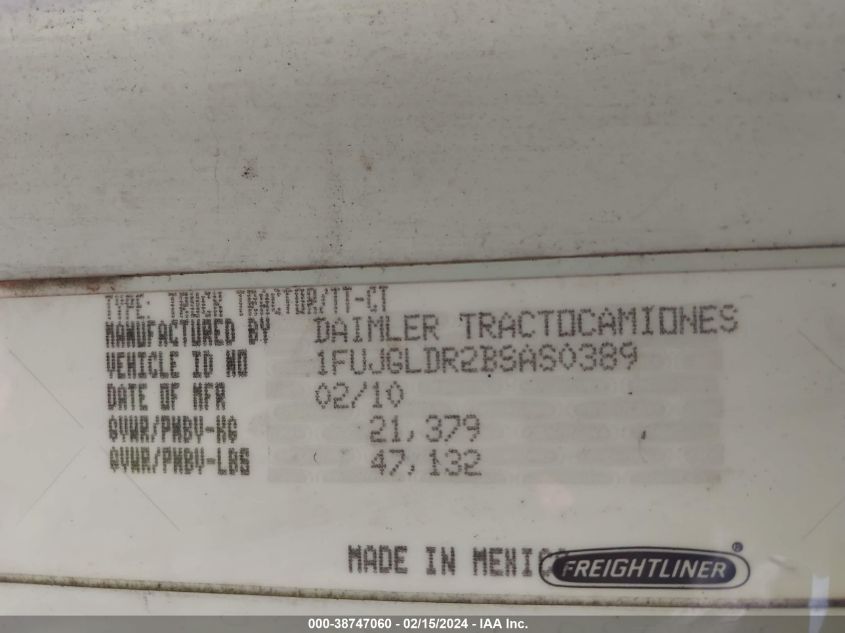 TYPE: TRUCK TRACTOR/TT-CT
MANUFACTURED BY DAIMLER TRACTOCAMIONES
VEHICLE ID NO 1FUJGLDR2BSAS0389
DATE OF MFR 02/10
GVWR/PNBV-KG 21,379
GVWR/PNBV-LBS 47,132
MADE IN MEXICO FREIGHTLINER®
000-38747060 - 02/15/2024 - IAA Inc.